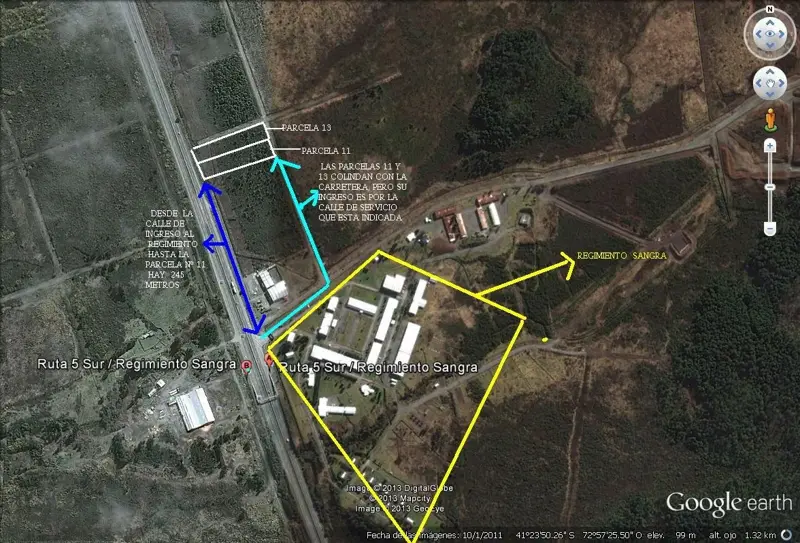 N
PARCELA 13
PARCELA 11
LAS PARCELAS 11 Y
13 COLINDAN CON LA
CARRETERA, PERO SU
INGRESO ES POR LA
CALLE DE SERVICIO
QUE ESTA INDICADA.
DESDE LA
CALLE DE
INGRESO AL
REGIMIENTO
HASTA LA
PARCELA Nº 11
HAY 245
METROS
REGIMIENTO SANGRA
Ruta 5 Sur / Regimiento Sangra
Ruta 5 Sur / Regimiento Sangra
Image © 2013 DigitalGlobe
© 2013 Mapcity
Image © 2013 GeoEye
Google earth
Fecha de las imágenes: 10/1/2011 41°23'50.26" S 72°57'25.50" O elev. 99 m alt. ojo 1.32 km